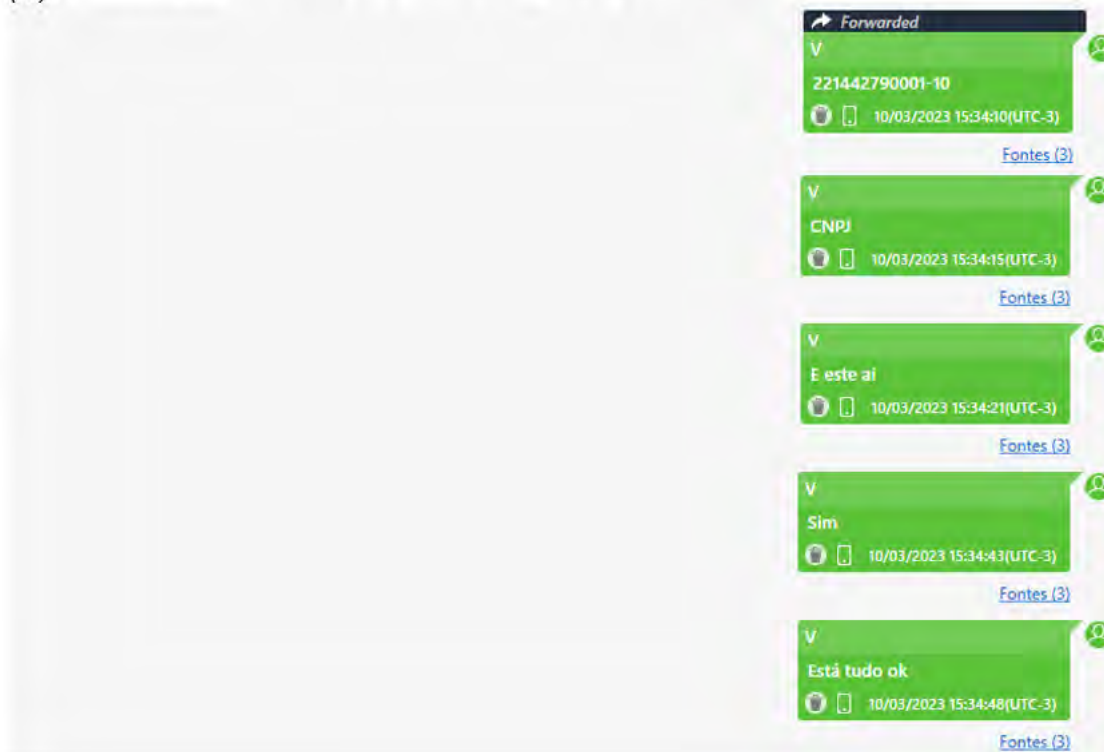 Forwarded
V
221442790001-10
10/03/2023 15:34:10(UTC-3)
Fontes (3)
V
CNPJ
10/03/2023 15:34:15(UTC-3)
Fontes (3)
V
E este ai
10/03/2023 15:34:21(UTC-3)
Fontes (3)
V
Sim
10/03/2023 15:34:43(UTC-3)
Fontes (3)
V
Está tudo ok
10/03/2023 15:34:48(UTC-3)
Fontes (3)